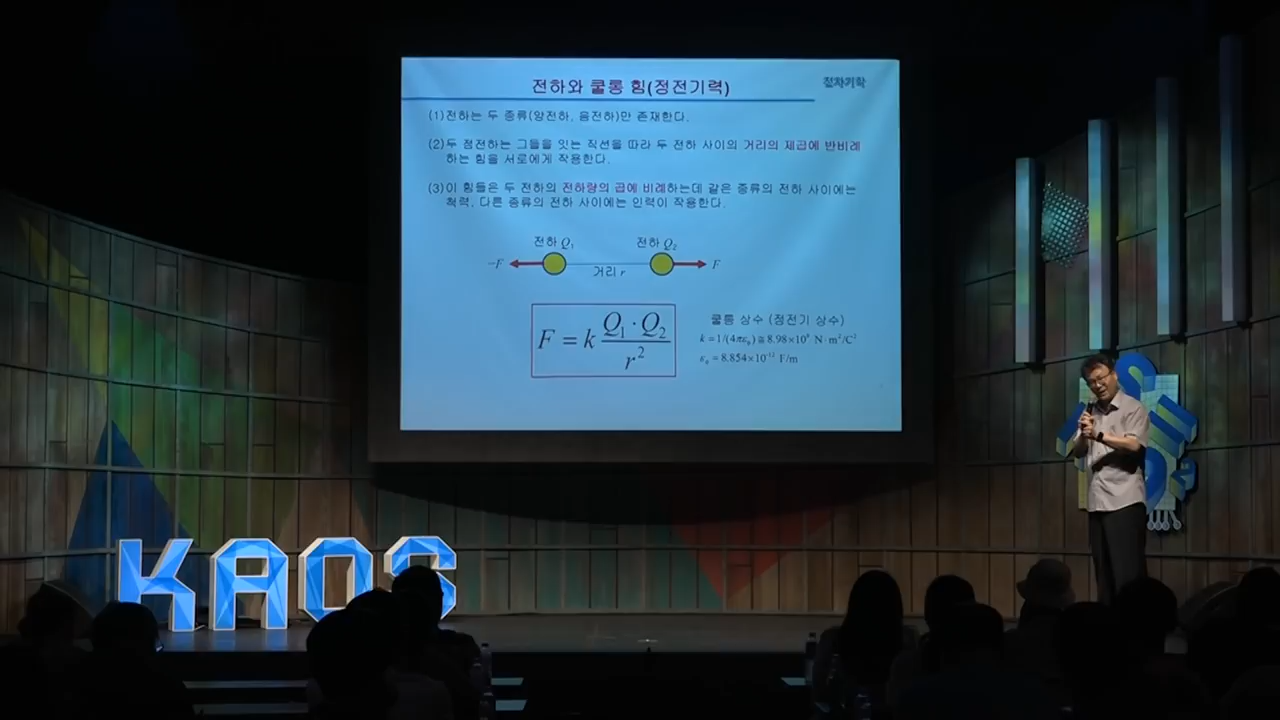 전하와 쿨롱 힘(정전기력)
전자기학
(1)전하는 두 종류(양전하, 음전하)만 존재한다.
(2)두 점전하는 그들을 잇는 직선을 따라 두 전하 사이의 거리의 제곱에 반비례
하는 힘을 서로에게 작용한다.
(3)이 힘들은 두 전하의 전하량의 곱에 비례하는데 같은 종류의 전하 사이에는
척력, 다른 종류의 전하 사이에는 인력이 작용한다.
전하 Q₁ 전하 Q₂
-F 거리 r F
F = k Q₁·Q₂ / r²
쿨롱 상수 (정전기 상수)
k = 1/(4πε₀) ≅ 8.98×10⁹ N·m²/C²
ε₀ = 8.854×10⁻¹² F/m
KAOS